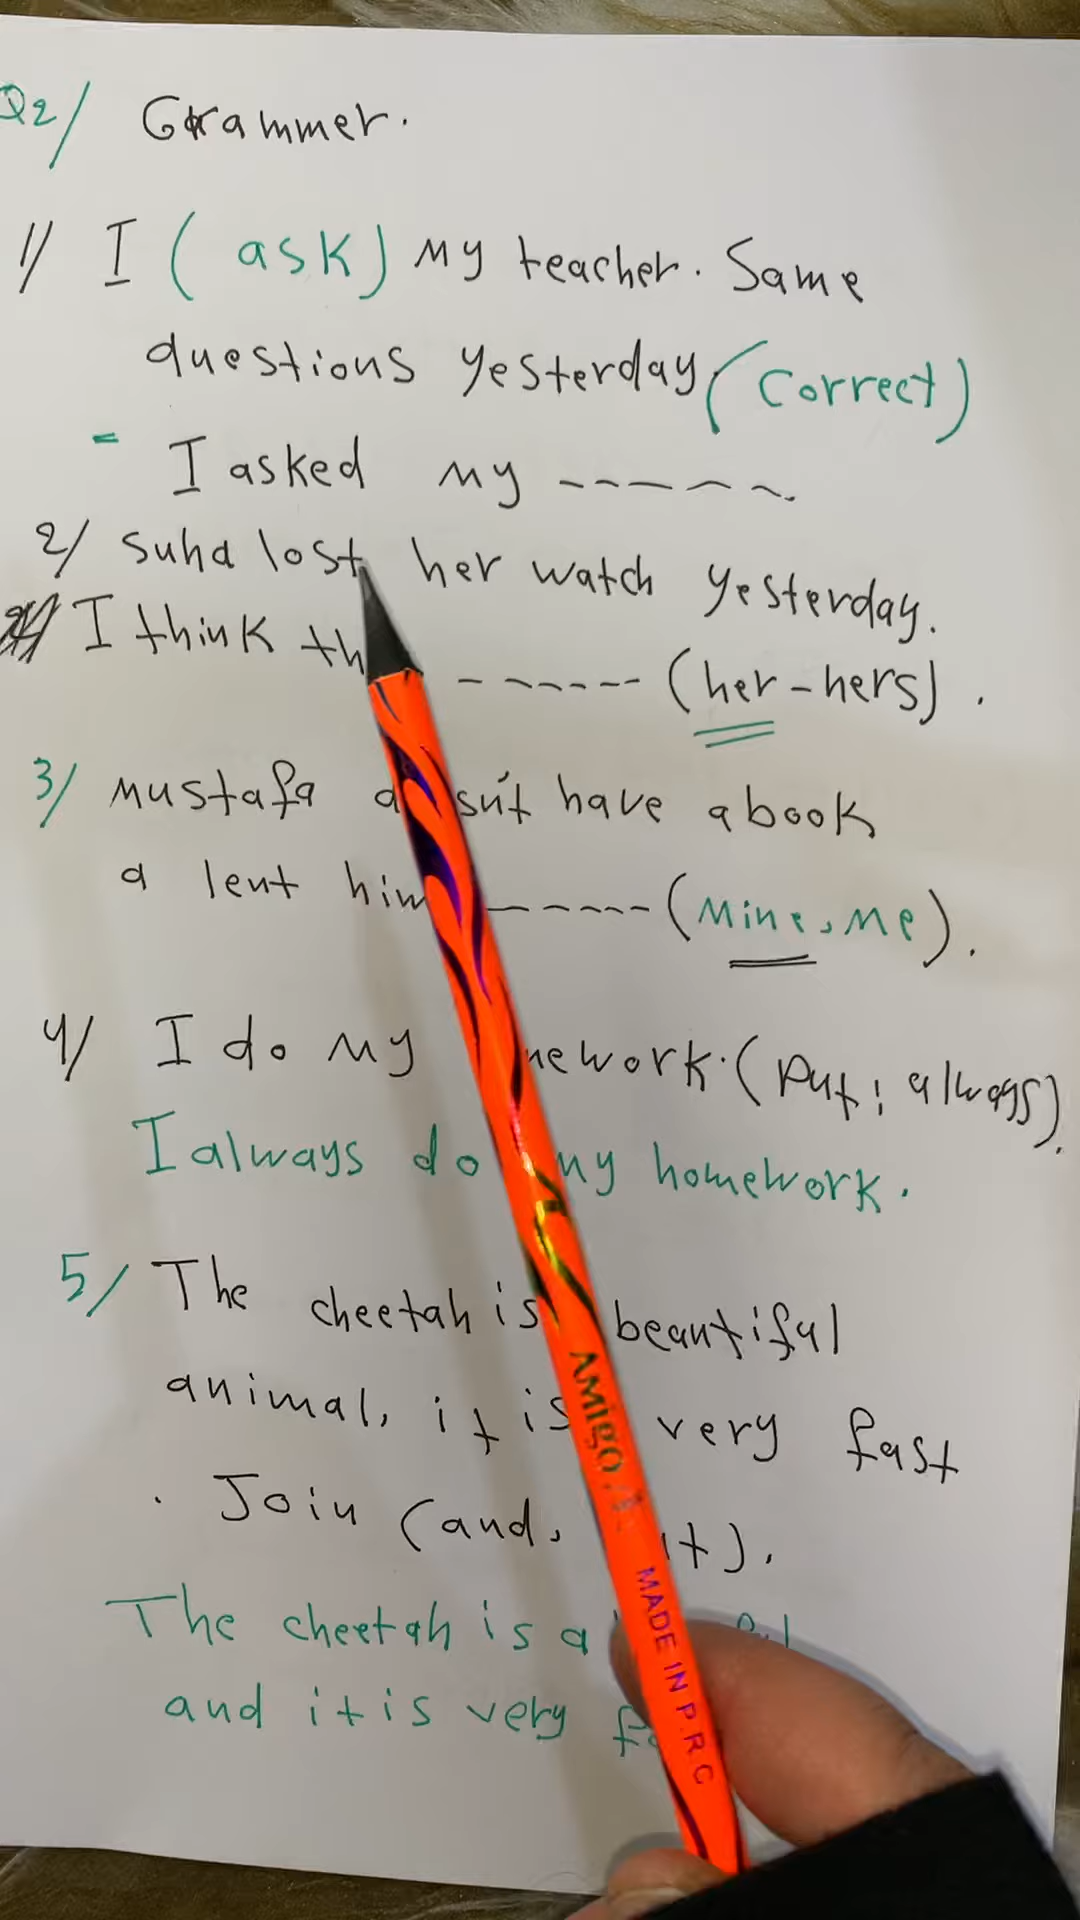 Q2/ Grammer.
1/ I (ask) my teacher. Same
questions yesterday (Correct)
- I asked my -----.
2/ suha lost her watch yesterday.
I think th ------ (her-hers).
3/ mustafa have a book
a lent him ------ (Mine, Me).
4/ I do my work. (Put: always).
I always do my homework.
5/ The cheetah is beautiful
animal, it is very fast
. Join (and, ).
The cheetah is a
and it is very
AMigo
MADE IN P.R.C